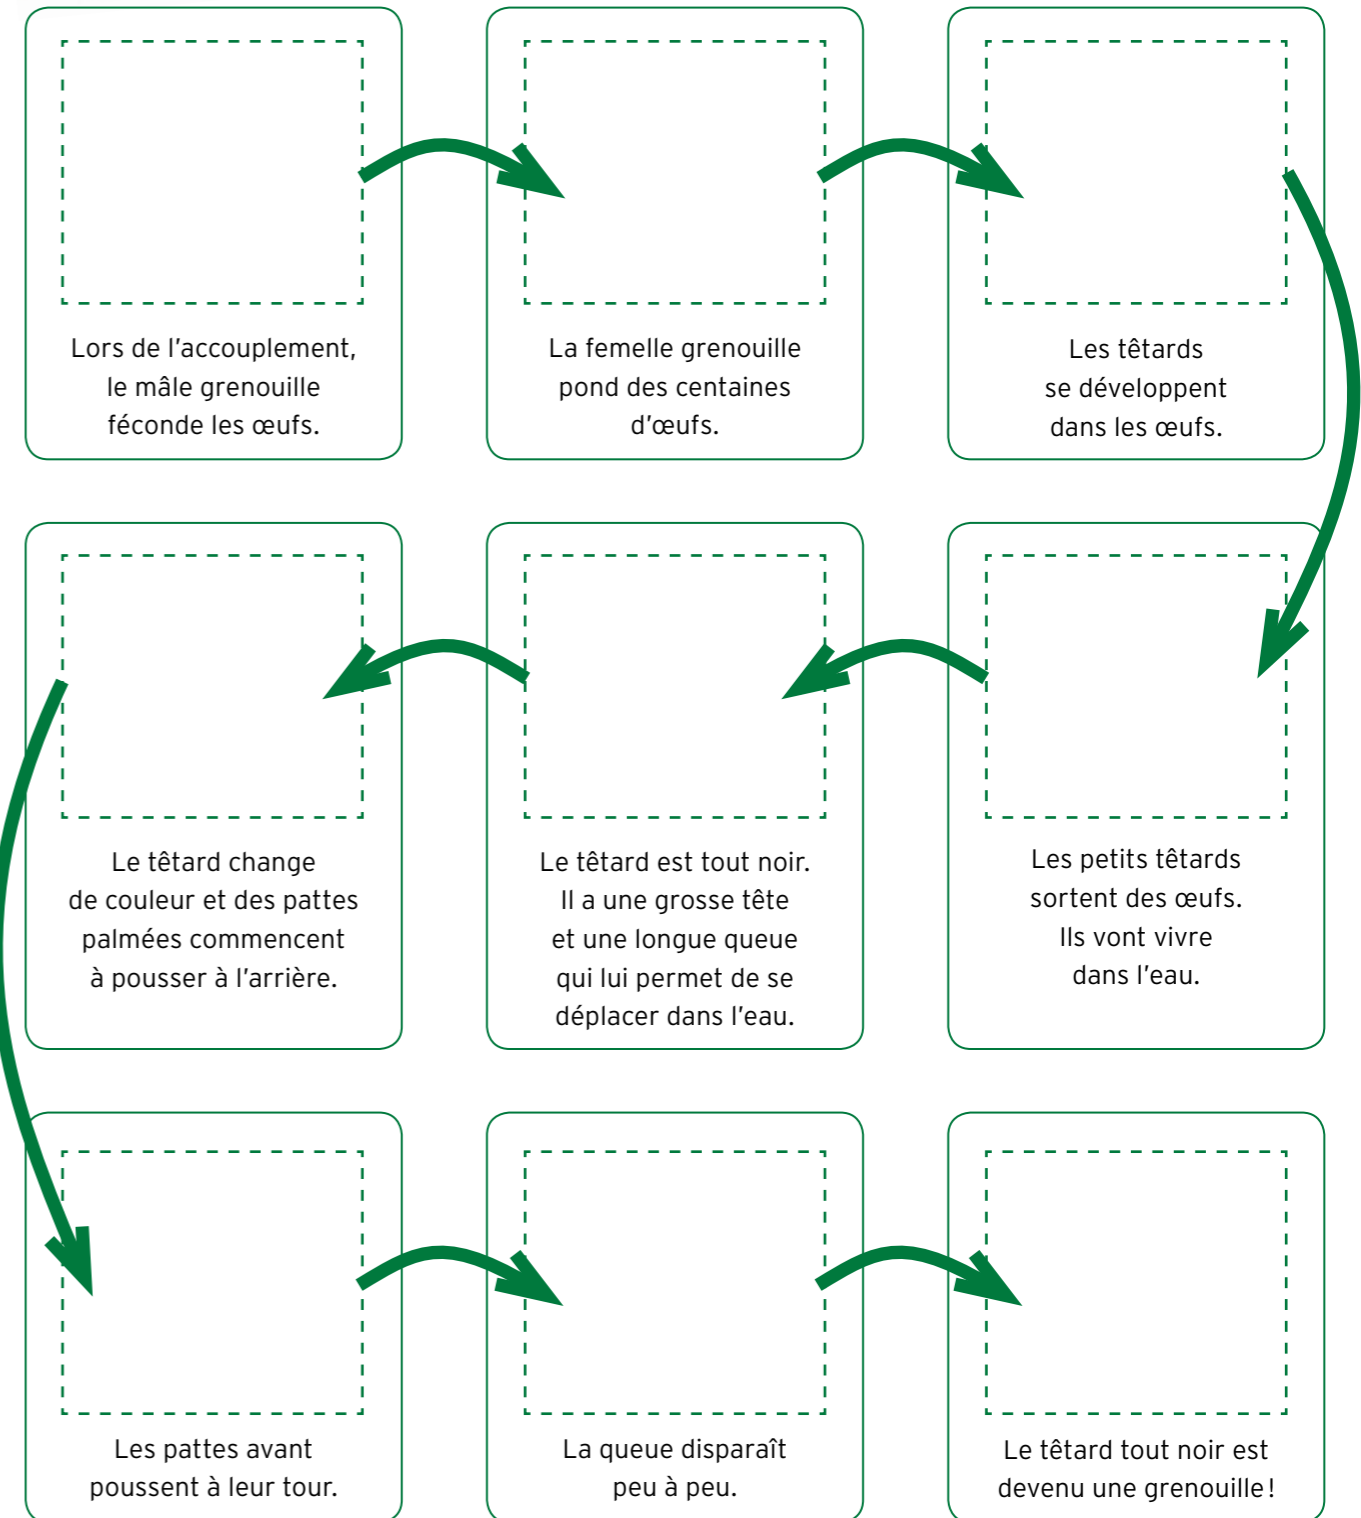 Lors de l'accouplement,
le mâle grenouille
féconde les œufs.
La femelle grenouille
pond des centaines
d'œufs.
Les têtards
se développent
dans les œufs.
Les petits têtards
sortent des œufs.
Ils vont vivre
dans l'eau.
Le têtard est tout noir.
Il a une grosse tête
et une longue queue
qui lui permet de se
déplacer dans l'eau.
Le têtard change
de couleur et des pattes
palmées commencent
à pousser à l'arrière.
Les pattes avant
poussent à leur tour.
La queue disparaît
peu à peu.
Le têtard tout noir est
devenu une grenouille !